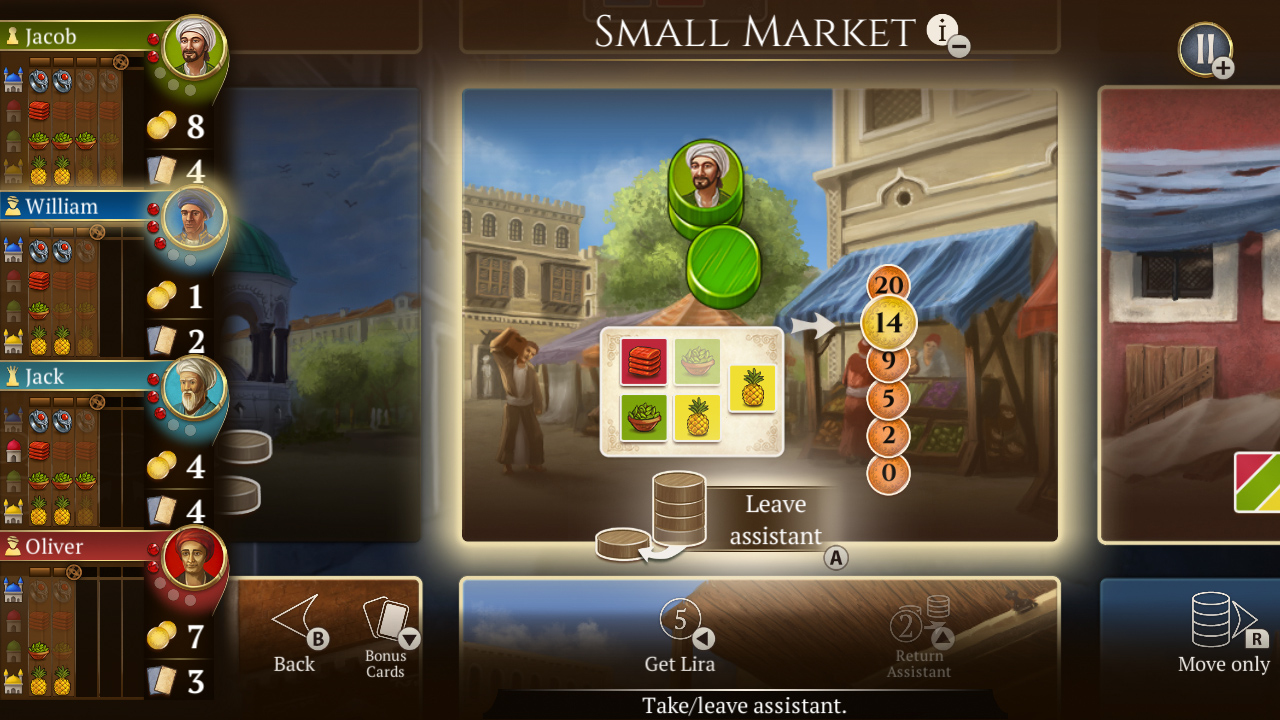 SMALL MARKET i
Jacob
8
4
William
1
2
Jack
4
4
Oliver
7
3
20
14
9
5
2
0
Leave
assistant
A
Back B
Bonus
Cards
5
Get Lira
2
Return
Assistant
R
Move only
Take/leave assistant.